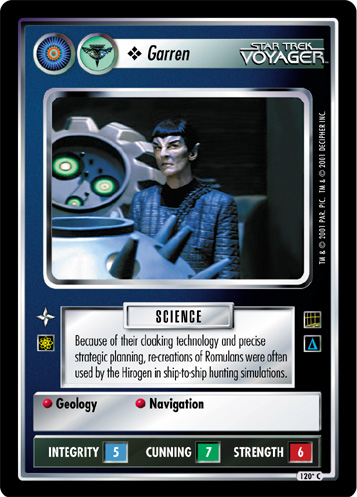 ❖ Garren
STAR TREK
VOYAGER™
TM & © 2001 PAR. PIC. TM & © 2001 DECIPHER INC.
SCIENCE
Because of their cloaking technology and precise
strategic planning, re-creations of Romulans were often
used by the Hirogen in ship-to-ship hunting simulations.
Geology Navigation
INTEGRITY 5 CUNNING 7 STRENGTH 6
120* C